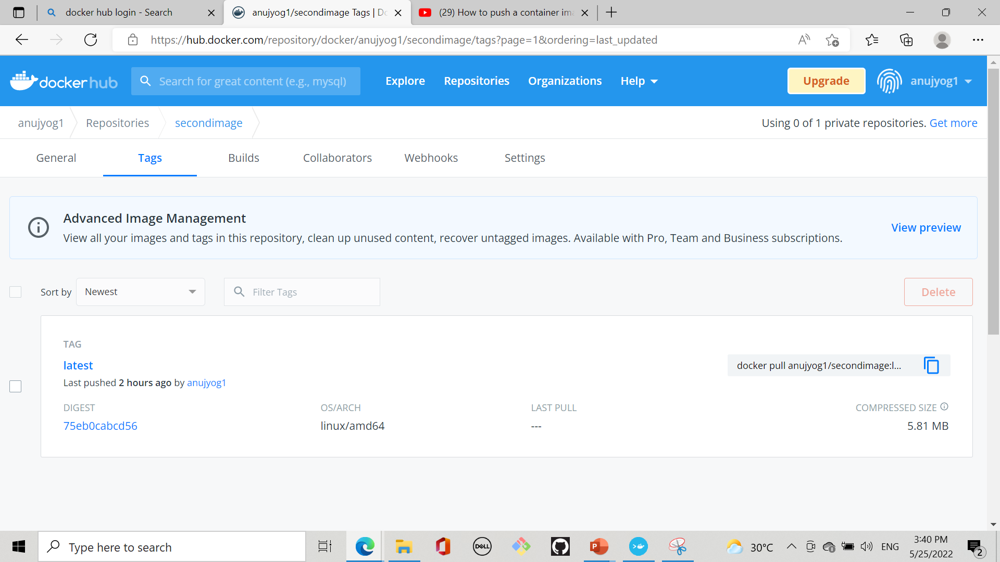 docker hub login - Search
anujyog1/secondimage Tags | Do
(29) How to push a container ima
https://hub.docker.com/repository/docker/anujyog1/secondimage/tags?page=1&ordering=last_updated
docker hub
Search for great content (e.g., mysql)
Explore
Repositories
Organizations
Help
Upgrade
anujyog1
anujyog1
Repositories
secondimage
Using 0 of 1 private repositories. Get more
General
Tags
Builds
Collaborators
Webhooks
Settings
Advanced Image Management
View all your images and tags in this repository, clean up unused content, recover untagged images. Available with Pro, Team and Business subscriptions.
View preview
Sort by
Newest
Filter Tags
Delete
TAG
latest
docker pull anujyog1/secondimage:l...
Last pushed 2 hours ago by anujyog1
DIGEST
OS/ARCH
LAST PULL
COMPRESSED SIZE
75eb0cabcd56
linux/amd64
---
5.81 MB
Type here to search
DELL
30°C
ENG
3:40 PM
5/25/2022
2